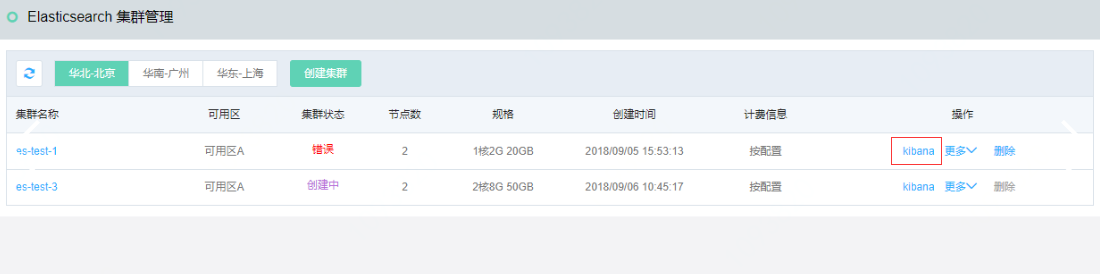 Elasticsearch 集群管理
华北-北京 华南-广州 华东-上海 创建集群
集群名称 可用区 集群状态 节点数 规格 创建时间 计费信息 操作
es-test-1 可用区A 错误 2 1核2G 20GB 2018/09/05 15:53:13 按配置 kibana 更多 删除
es-test-3 可用区A 创建中 2 2核8G 50GB 2018/09/06 10:45:17 按配置 kibana 更多 删除